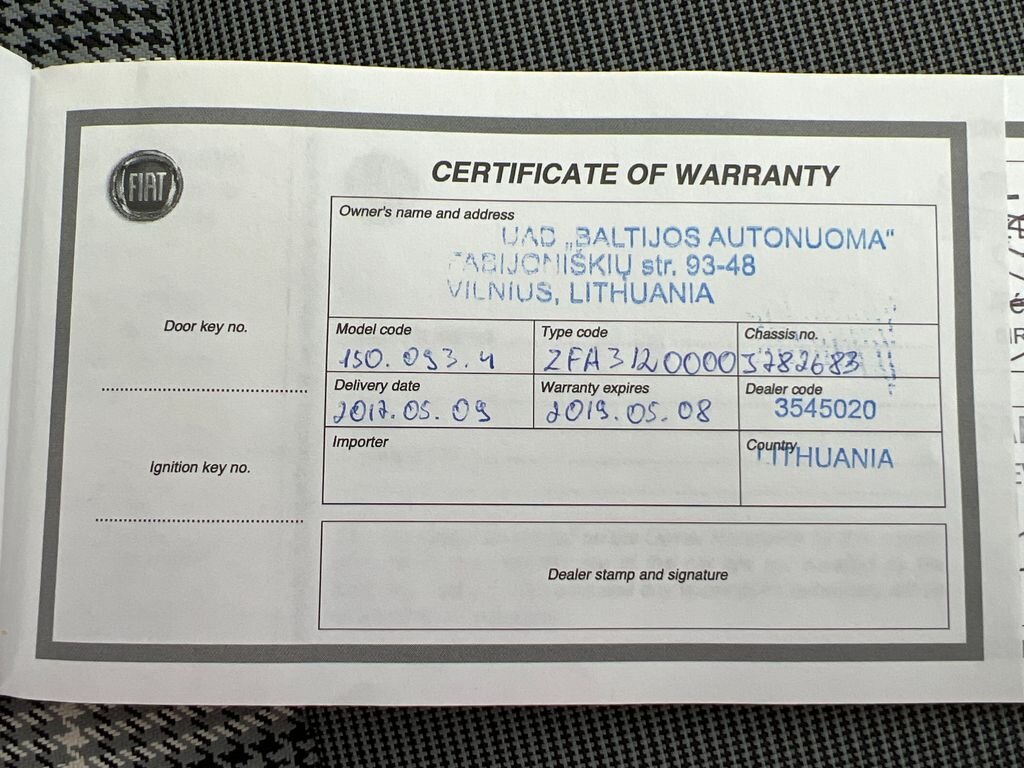 FIAT
CERTIFICATE OF WARRANTY
Owner's name and address
UAB „BALTIJOS AUTONUOMA“
FABIJONIŠKIŲ str. 93-48
VILNIUS, LITHUANIA
Door key no.
Model code
150.093.4
Type code
ZFA3120000
Chassis no.
J782683
Delivery date
2017.05.09
Warranty expires
2019.05.08
Dealer code
3545020
Ignition key no.
Importer
Country
LITHUANIA
Dealer stamp and signature